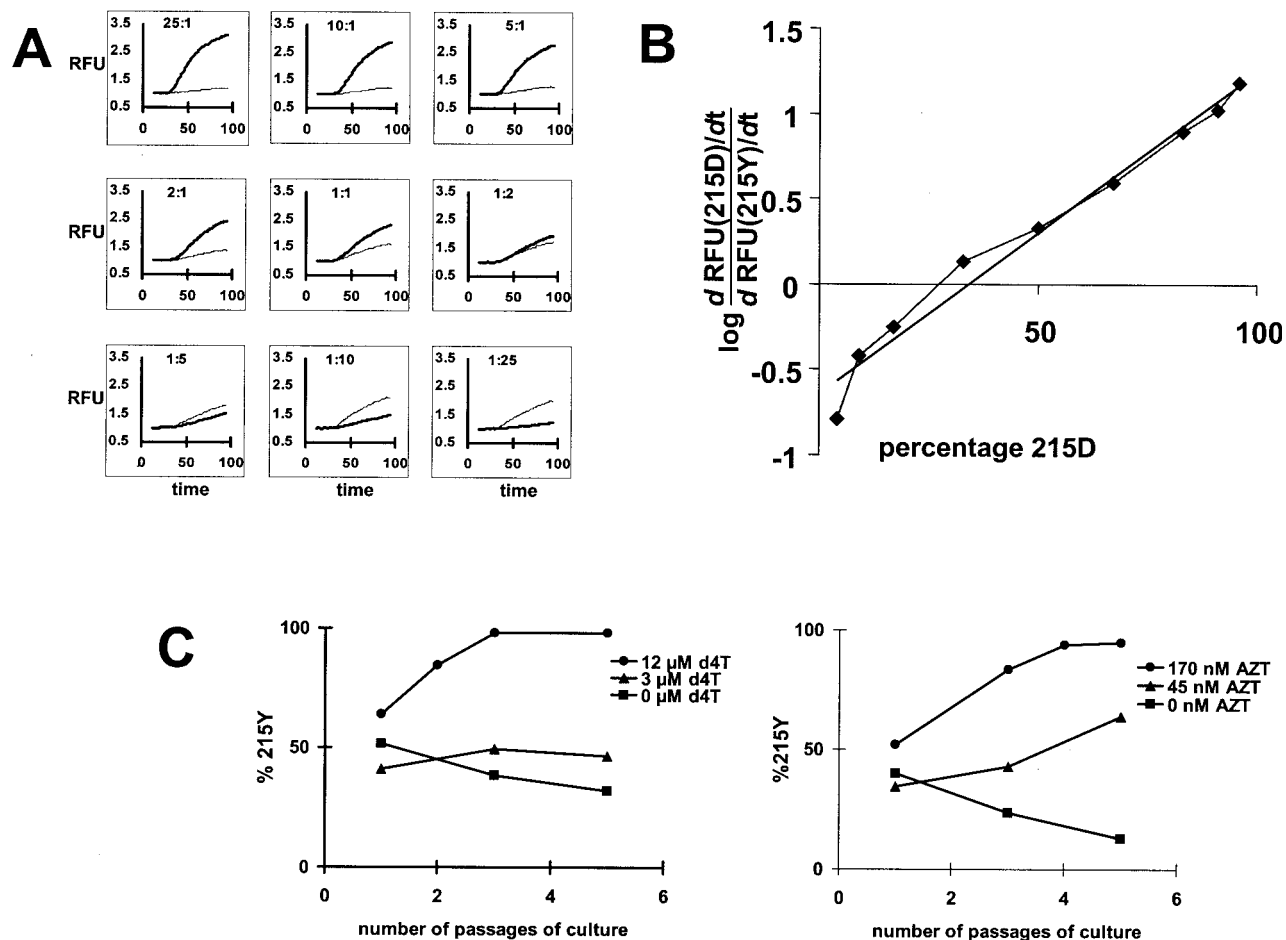 A
RFU
25:1
3.5
2.5
1.5
0.5
0 50 100
10:1
3.5
2.5
1.5
0.5
0 50 100
5:1
3.5
2.5
1.5
0.5
0 50 100
RFU
2:1
3.5
2.5
1.5
0.5
0 50 100
1:1
3.5
2.5
1.5
0.5
0 50 100
1:2
3.5
2.5
1.5
0.5
0 50 100
RFU
1:5
3.5
2.5
1.5
0.5
0 50 100
1:10
3.5
2.5
1.5
0.5
0 50 100
1:25
3.5
2.5
1.5
0.5
0 50 100
time
time
time
B
log d RFU(215D)/dt
d RFU(215Y)/dt
1.5
1
0.5
0
-0.5
-1
50 100
percentage 215D
C
% 215Y
100
50
0
0 2 4 6
number of passages of culture
12 µM d4T
3 µM d4T
0 µM d4T
%215Y
100
50
0
0 2 4 6
number of passages of culture
170 nM AZT
45 nM AZT
0 nM AZT